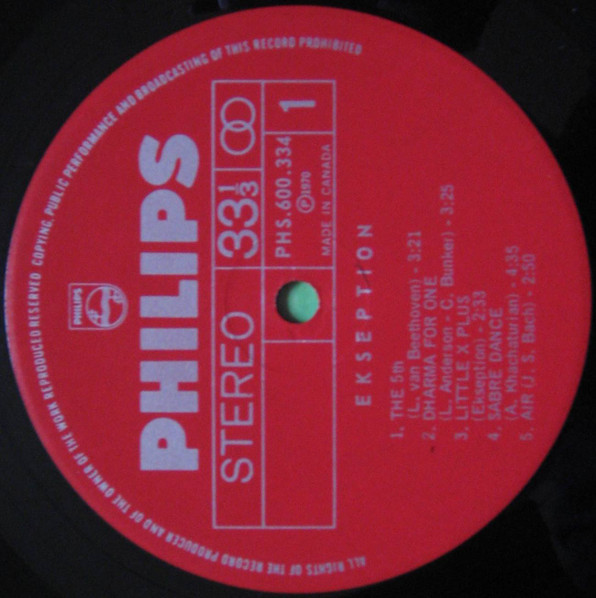 ALL RIGHTS OF THE RECORD PRODUCER AND OF THE OWNER OF THE WORK REPRODUCED RESERVED COPYING, PUBLIC PERFORMANCE AND BROADCASTING OF THIS RECORD PROHIBITED
PHILIPS
PHILIPS
STEREO 33⅓ 1
PHS.600.334
Ⓟ1970
MADE IN CANADA
EKSEPTION
1. THE 5th
(L. van Beethoven) - 3:21
2. DHARMA FOR ONE
(L. Anderson - C. Bunker) - 3:25
3. LITTLE X PLUS
(Ekseption) - 2:33
4. SABRE DANCE
(A. Khachaturian) - 4:35
5. AIR (J. S. Bach) - 2:50